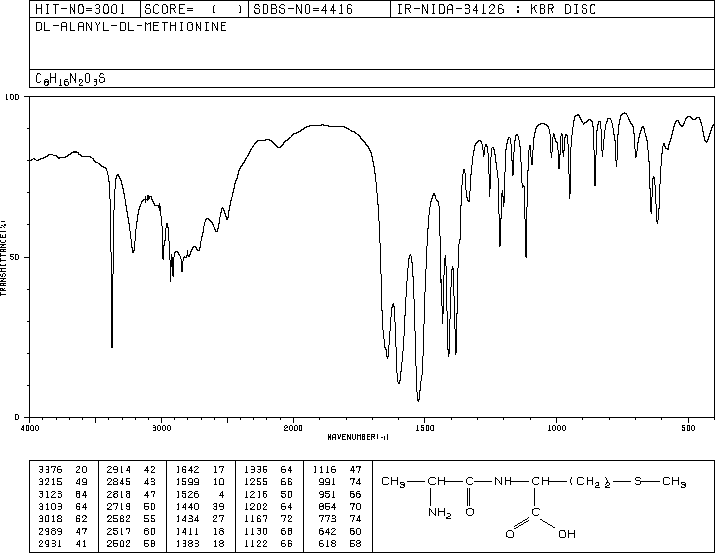 HIT-NO=3001 SCORE= ( ) SDBS-NO=4416 IR-NIDA-34126 : KBR DISC
DL-ALANYL-DL-METHIONINE
C8H16N2O3S
100
50
0
TRANSMITTANCE(%)
4000 3000 2000 1500 1000 500
WAVENUMBER(-1)
3376 20 2914 42 1642 17 1336 64 1116 47
3215 49 2845 43 1599 10 1255 66 991 74
3123 64 2818 47 1526 4 1216 50 951 66
3103 64 2719 50 1440 39 1202 64 854 70
3018 62 2582 55 1434 27 1167 72 773 74
2989 47 2517 60 1411 18 1130 68 642 60
2931 41 2502 58 1383 18 1122 66 618 58
CH3 CH C NH CH (CH2)2 S CH3
NH2 O C
O OH